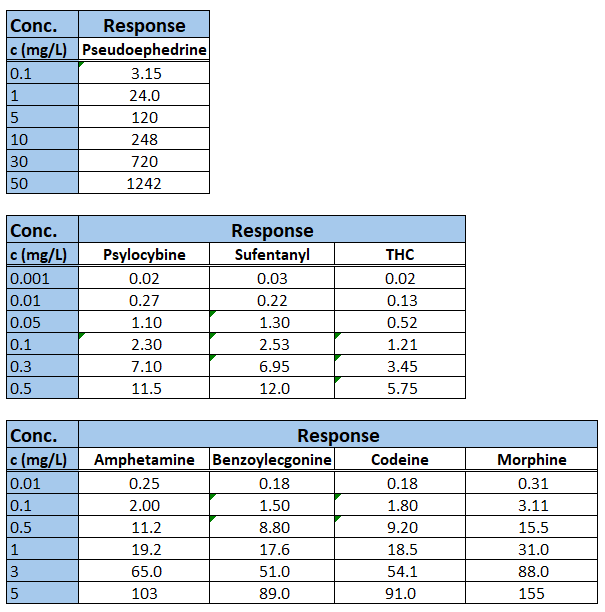 Conc. Response
c (mg/L) Pseudoephedrine
0.1 3.15
1 24.0
5 120
10 248
30 720
50 1242
Conc. Response
c (mg/L) Psylocybine Sufentanyl THC
0.001 0.02 0.03 0.02
0.01 0.27 0.22 0.13
0.05 1.10 1.30 0.52
0.1 2.30 2.53 1.21
0.3 7.10 6.95 3.45
0.5 11.5 12.0 5.75
Conc. Response
c (mg/L) Amphetamine Benzoylecgonine Codeine Morphine
0.01 0.25 0.18 0.18 0.31
0.1 2.00 1.50 1.80 3.11
0.5 11.2 8.80 9.20 15.5
1 19.2 17.6 18.5 31.0
3 65.0 51.0 54.1 88.0
5 103 89.0 91.0 155